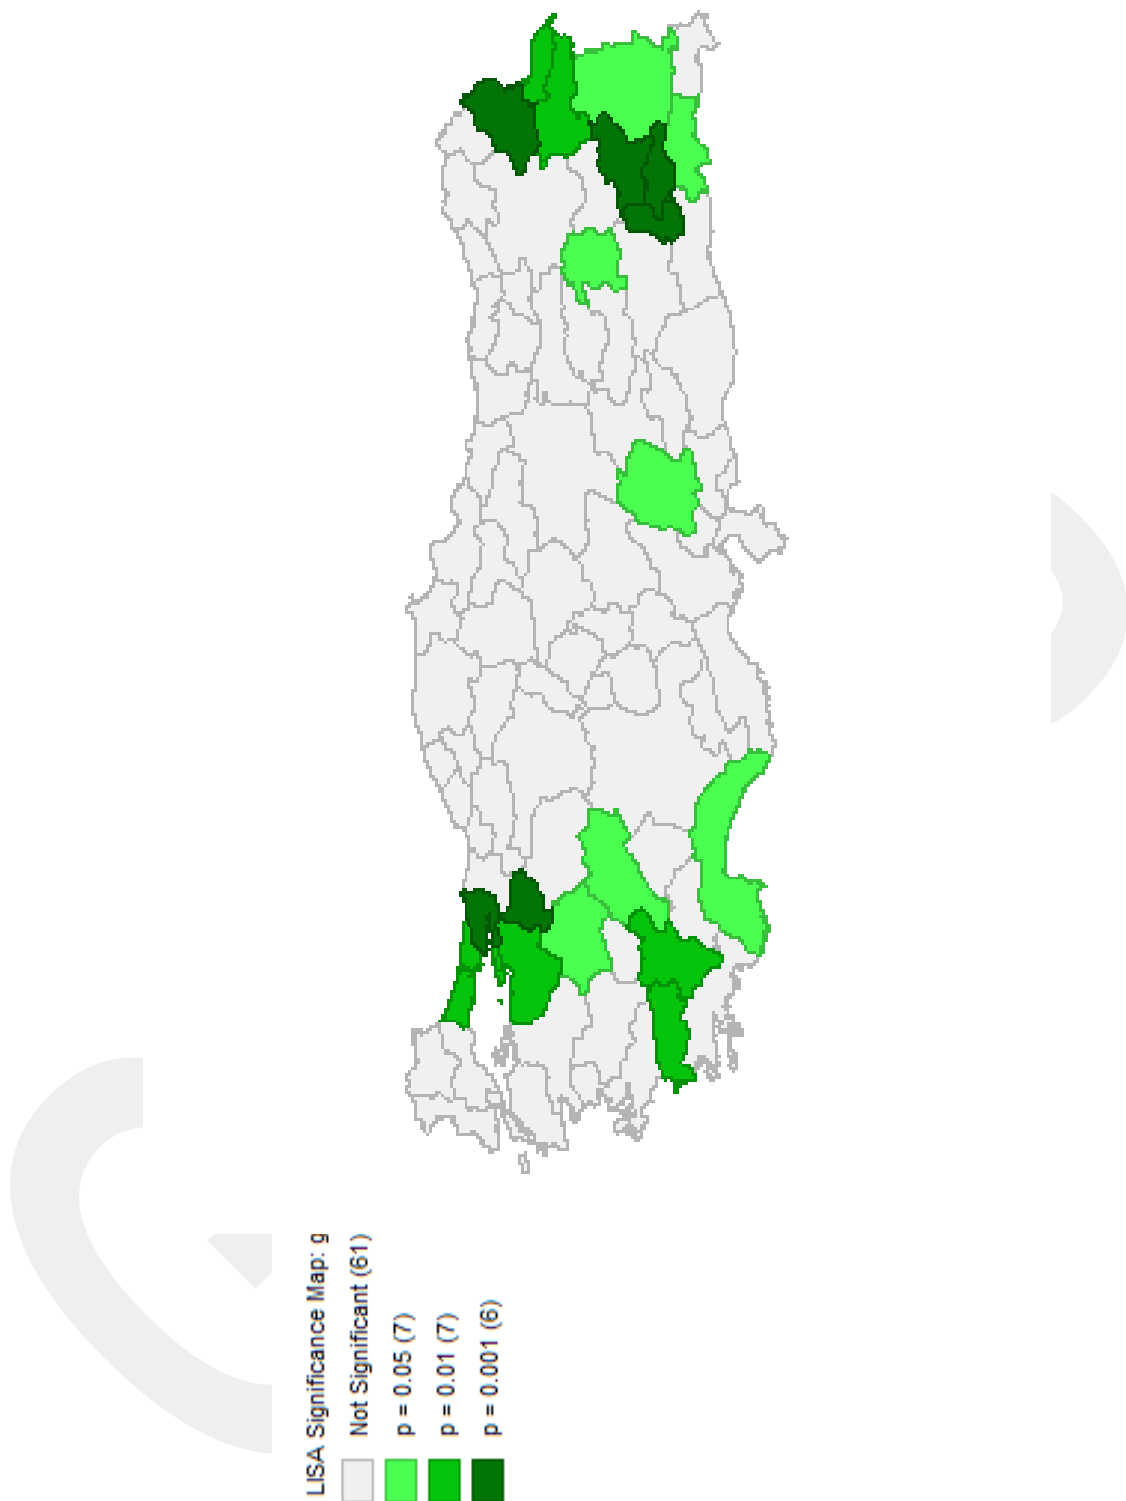 LISA Significance Map: g
Not Significant (61)
p = 0.05 (7)
p = 0.01 (7)
p = 0.001 (6)